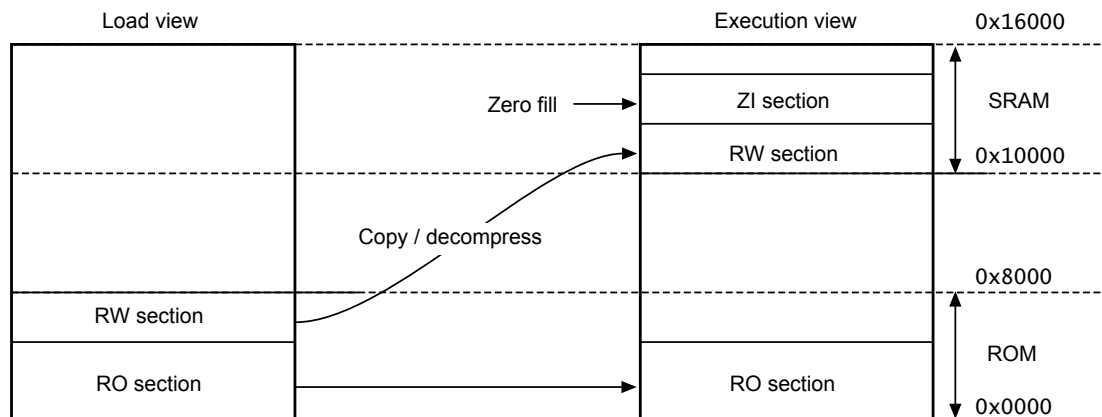 Load view
Execution view
0x16000
Zero fill
ZI section
SRAM
RW section
0x10000
Copy / decompress
0x8000
RW section
ROM
RO section
RO section
0x0000